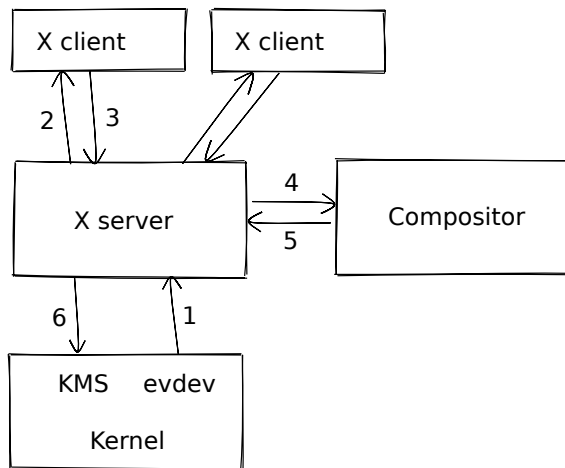 X client
X client
2
3
X server
4
5
Compositor
6
1
KMS evdev
Kernel